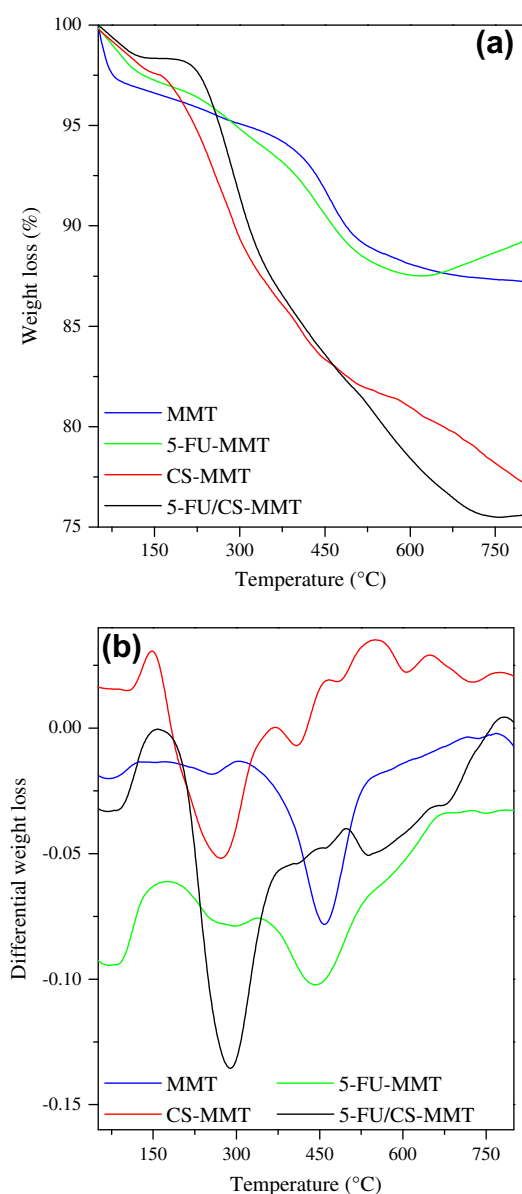 (a)
100
95
90
85
80
75
Weight loss (%)
MMT
5-FU-MMT
CS-MMT
5-FU/CS-MMT
150 300 450 600 750
Temperature (°C)
(b)
0.00
-0.05
-0.10
-0.15
Differential weight loss
MMT 5-FU-MMT
CS-MMT 5-FU/CS-MMT
150 300 450 600 750
Temperature (°C)